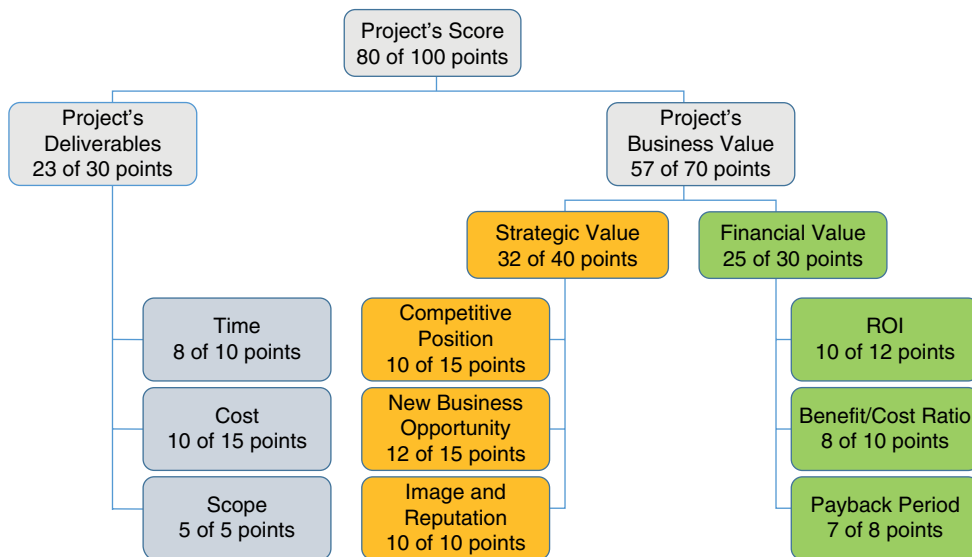 Project’s Score
80 of 100 points
Project’s
Deliverables
23 of 30 points
Project’s
Business Value
57 of 70 points
Strategic Value
32 of 40 points
Financial Value
25 of 30 points
Time
8 of 10 points
Cost
10 of 15 points
Scope
5 of 5 points
Competitive
Position
10 of 15 points
New Business
Opportunity
12 of 15 points
Image and
Reputation
10 of 10 points
ROI
10 of 12 points
Benefit/Cost Ratio
8 of 10 points
Payback Period
7 of 8 points